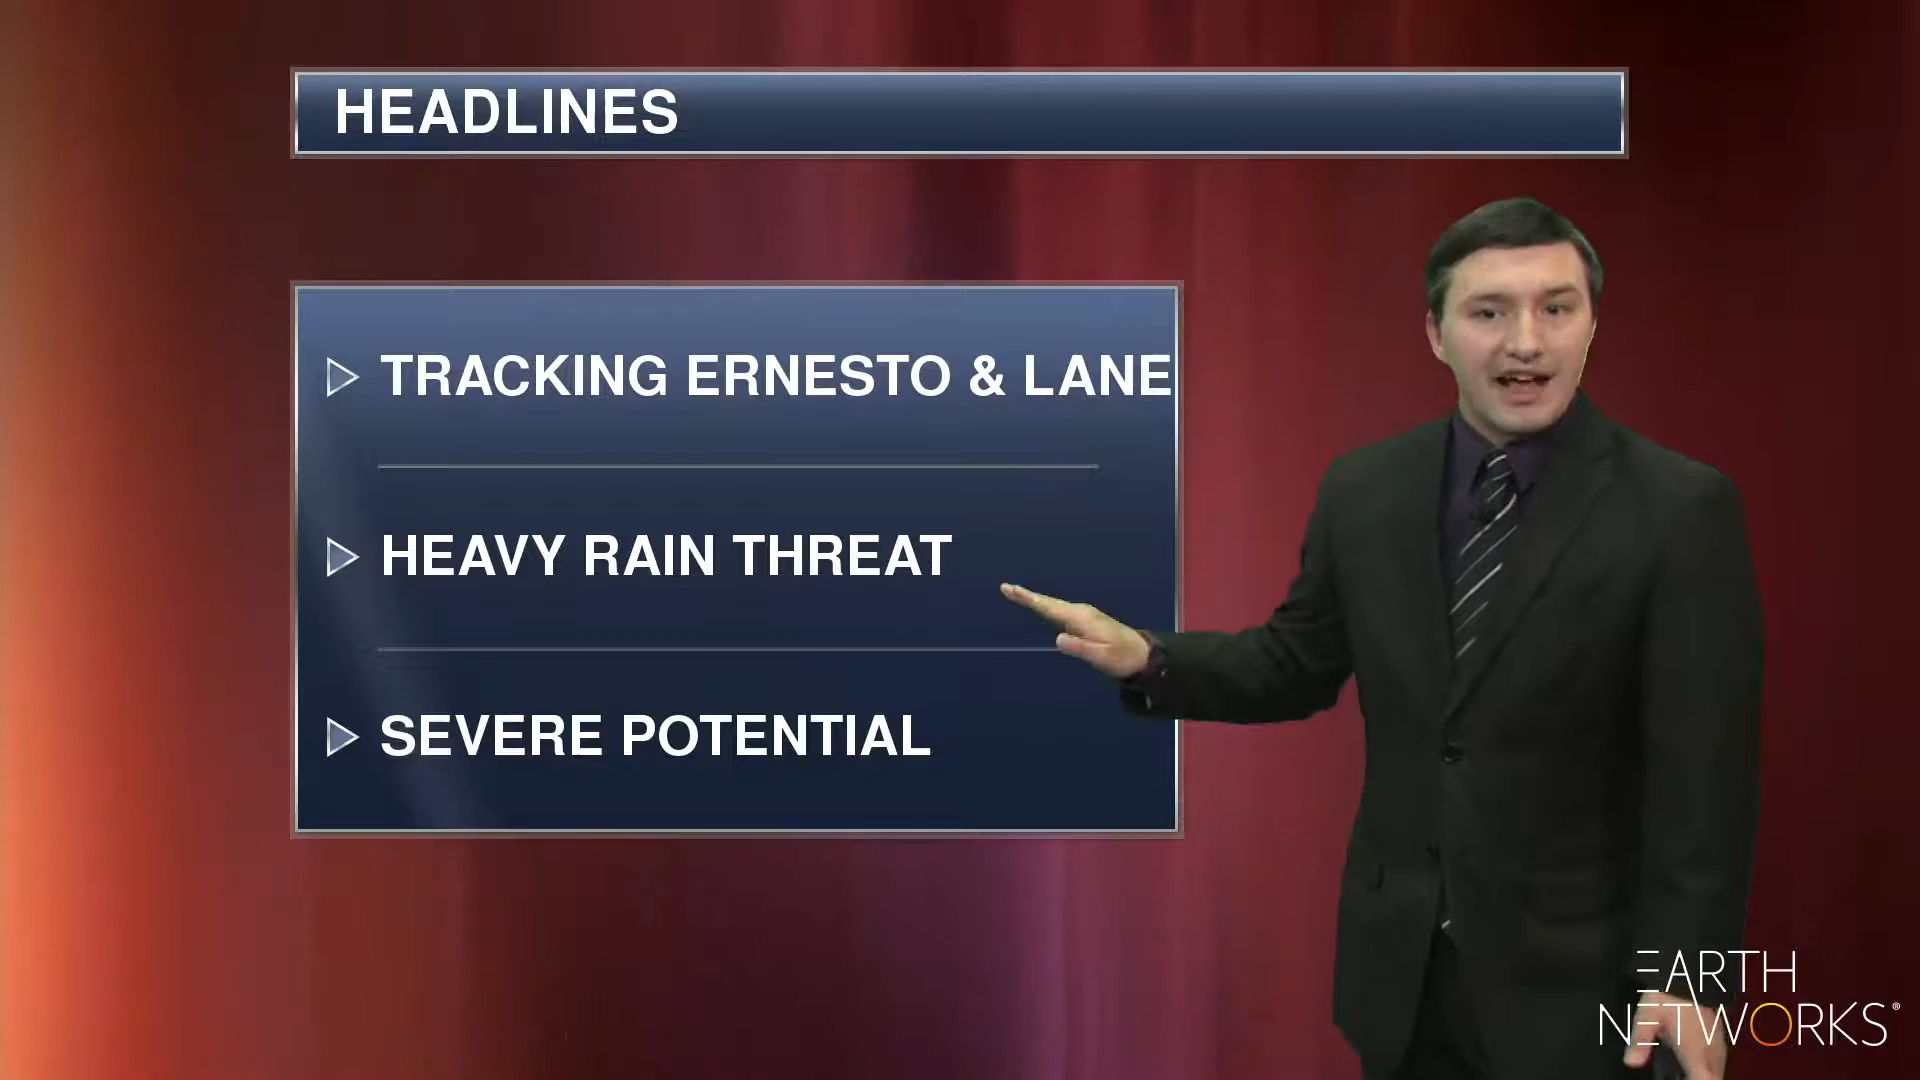 HEADLINES
TRACKING ERNESTO & LANE
HEAVY RAIN THREAT
SEVERE POTENTIAL
EARTH
NETWORKS®